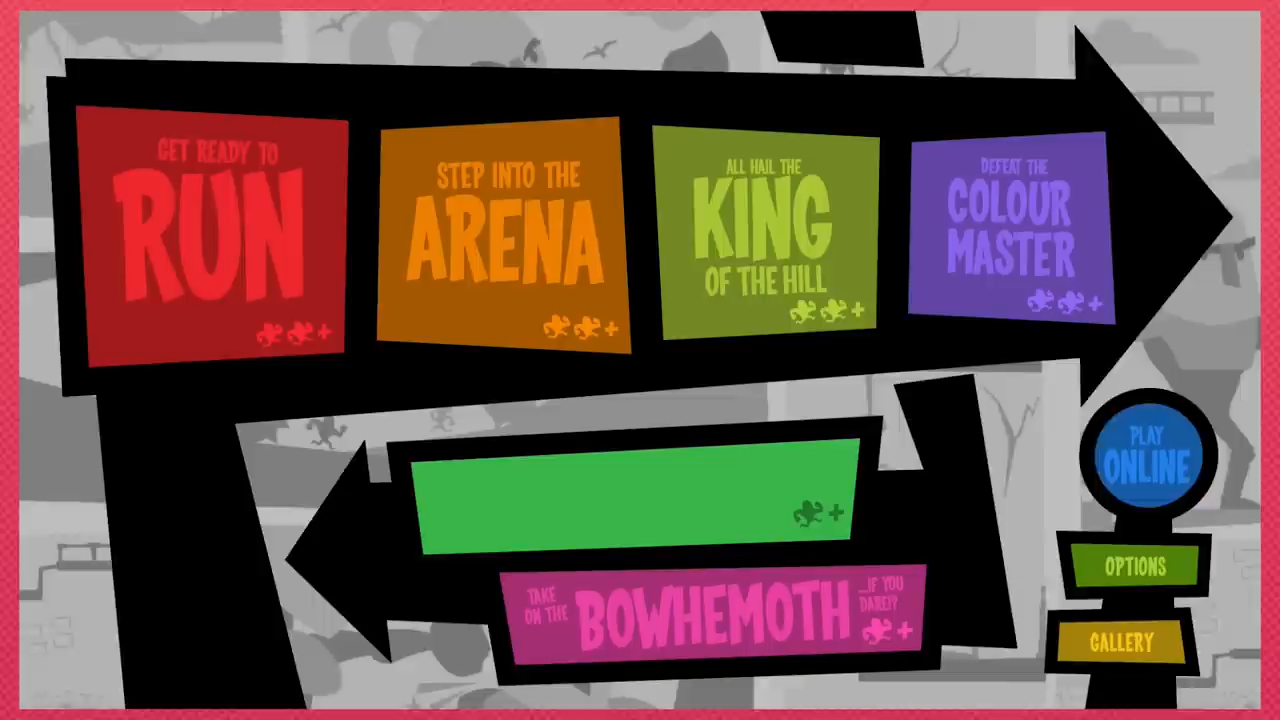 GET READY TO
RUN
STEP INTO THE
ARENA
ALL HAIL THE
KING
OF THE HILL
DEFEAT THE
COLOUR
MASTER
PLAY
ONLINE
OPTIONS
GALLERY
TAKE
ON THE
BOWHEMOTH
...IF YOU
DARE!?